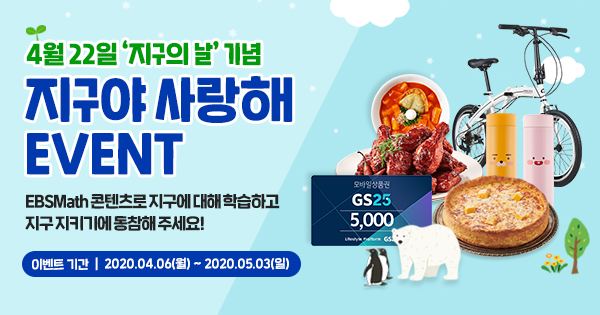 4월 22일 ‘지구의 날’ 기념
지구야 사랑해
EVENT
EBSMath 콘텐츠로 지구에 대해 학습하고
지구 지키기에 동참해 주세요!
이벤트 기간 | 2020.04.06(월) ~ 2020.05.03(일)
모바일상품권
GS25
5,000
Lifestyle Platform GS